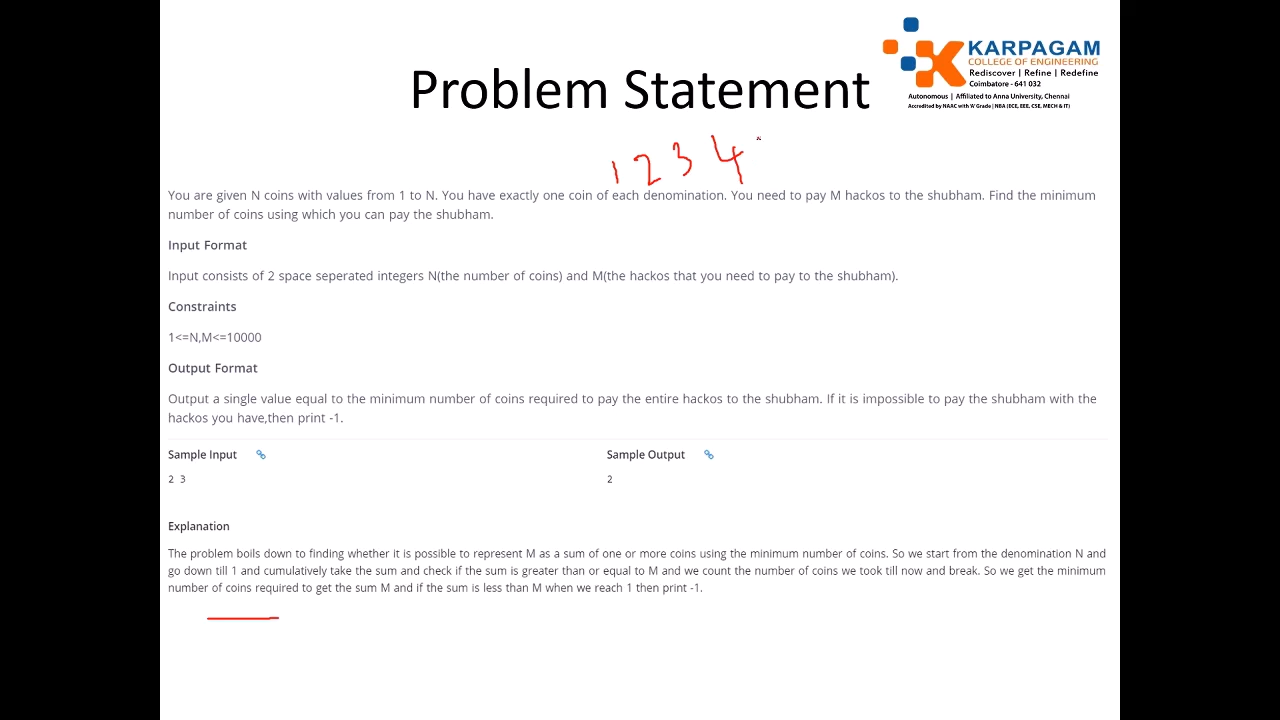 KARPAGAM
COLLEGE OF ENGINEERING
Rediscover | Refine | Redefine
Coimbatore - 641 032
Autonomous | Affiliated to Anna University, Chennai
Accredited by NAAC with 'A' Grade | NBA (ECE, EEE, CSE, MECH & IT)
Problem Statement
1 2 3 4
You are given N coins with values from 1 to N. You have exactly one coin of each denomination. You need to pay M hackos to the shubham. Find the minimum
number of coins using which you can pay the shubham.
Input Format
Input consists of 2 space seperated integers N(the number of coins) and M(the hackos that you need to pay to the shubham).
Constraints
1<=N,M<=10000
Output Format
Output a single value equal to the minimum number of coins required to pay the entire hackos to the shubham. If it is impossible to pay the shubham with the
hackos you have,then print -1.
Sample Input
Sample Output
2 3
2
Explanation
The problem boils down to finding whether it is possible to represent M as a sum of one or more coins using the minimum number of coins. So we start from the denomination N and
go down till 1 and cumulatively take the sum and check if the sum is greater than or equal to M and we count the number of coins we took till now and break. So we get the minimum
number of coins required to get the sum M and if the sum is less than M when we reach 1 then print -1.